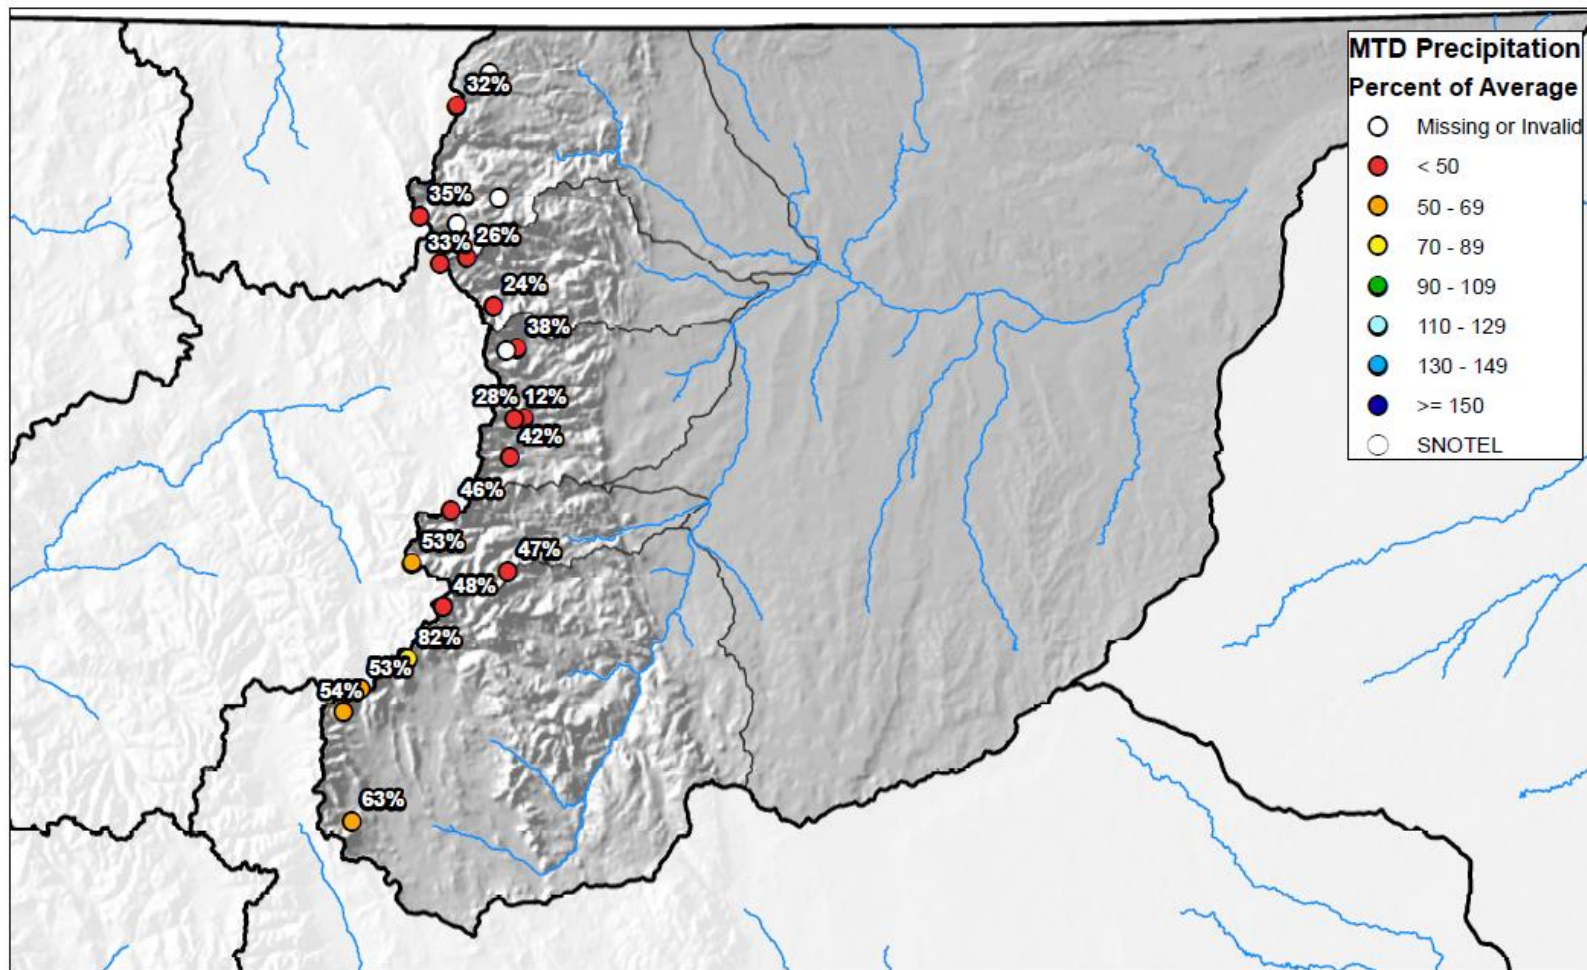 MTD Precipitation
Percent of Average
Missing or Invalid
< 50
50 - 69
70 - 89
90 - 109
110 - 129
130 - 149
>= 150
SNOTEL
32%
35%
33% 26%
24%
38%
28% 12%
42%
46%
53%
47%
48%
82%
53%
54%
63%